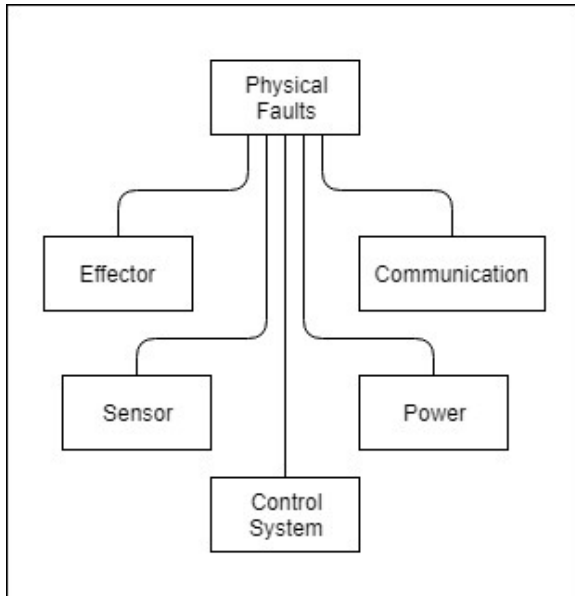 Physical
Faults
Effector
Communication
Sensor
Power
Control
System